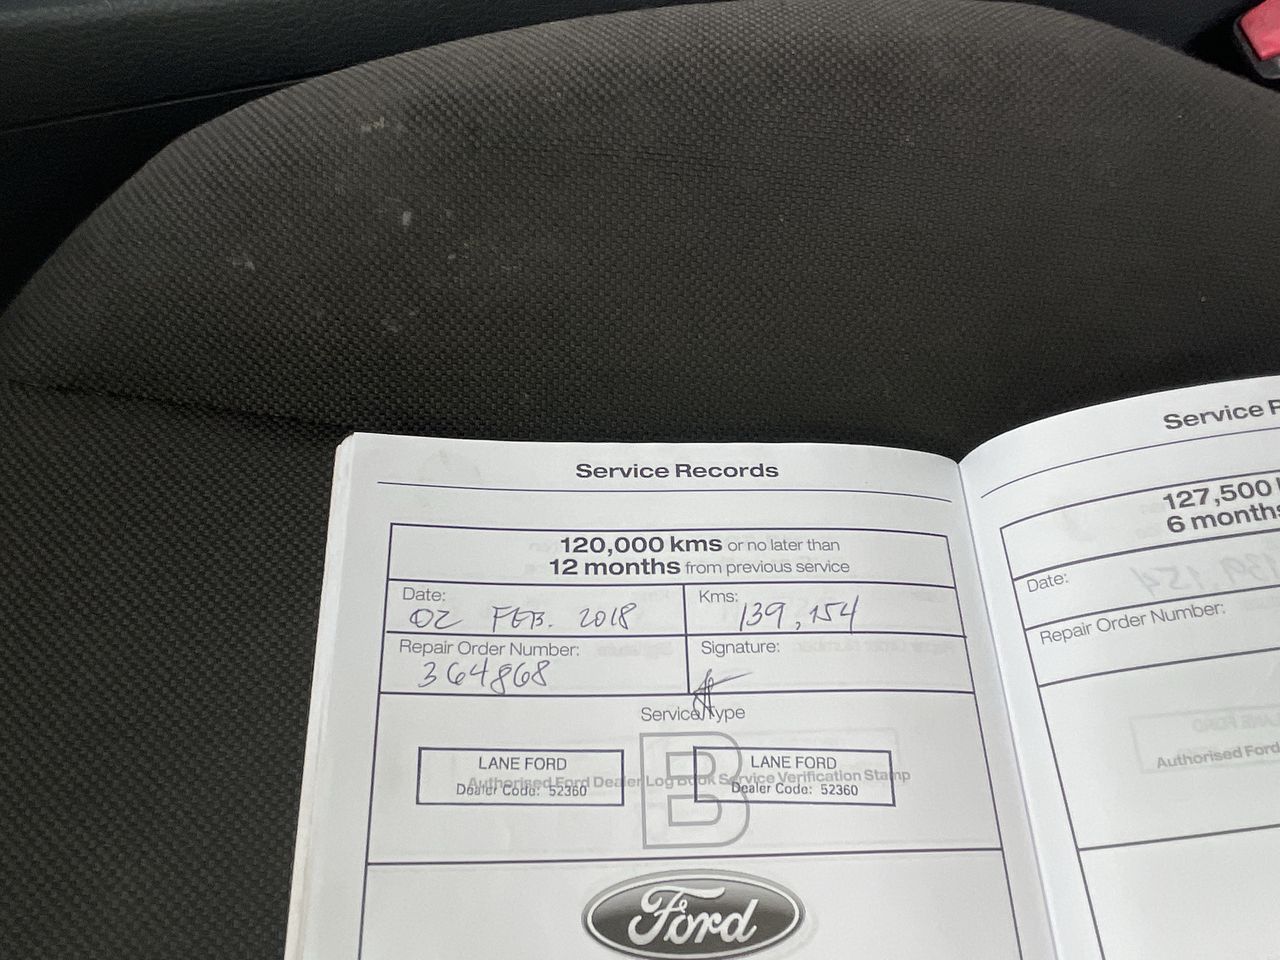 Service Records
120,000 kms or no later than
12 months from previous service
Date:
02 FEB. 2018
Kms:
139,154
Repair Order Number:
364868
Signature:
Service Type
B
LANE FORD
Dealer Code: 52360
LANE FORD
Dealer Code: 52360
Authorised Ford Dealer Logbook Service Verification Stamp
Ford
Service R
127,500
6 months
Date:
Repair Order Number:
Authorised Ford